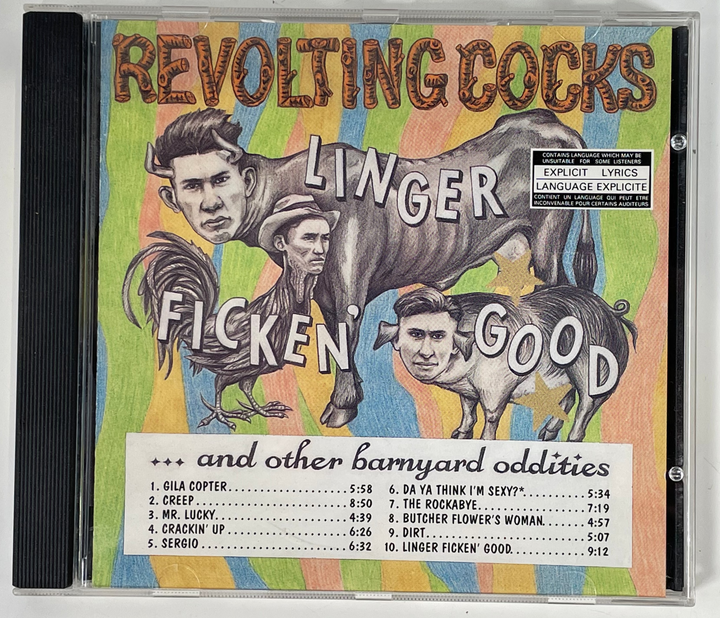 REVOLTING COCKS
LINGER
FICKEN'
GOOD
CONTAINS LANGUAGE WHICH MAY BE
UNSUITABLE FOR SOME LISTENERS
EXPLICIT LYRICS
LANGUAGE EXPLICITE
CONTIENT UN LANGUAGE QUI PEUT ETRE
INCONVENABLE POUR CERTAINS AUDITEURS
... and other barnyard oddities
1. GILA COPTER 5:58
2. CREEP 8:50
3. MR. LUCKY 4:39
4. CRACKIN' UP 6:26
5. SERGIO 6:32
6. DA YA THINK I'M SEXY?* 5:34
7. THE ROCKABYE 7:19
8. BUTCHER FLOWER'S WOMAN 4:57
9. DIRT 5:07
10. LINGER FICKEN' GOOD 9:12